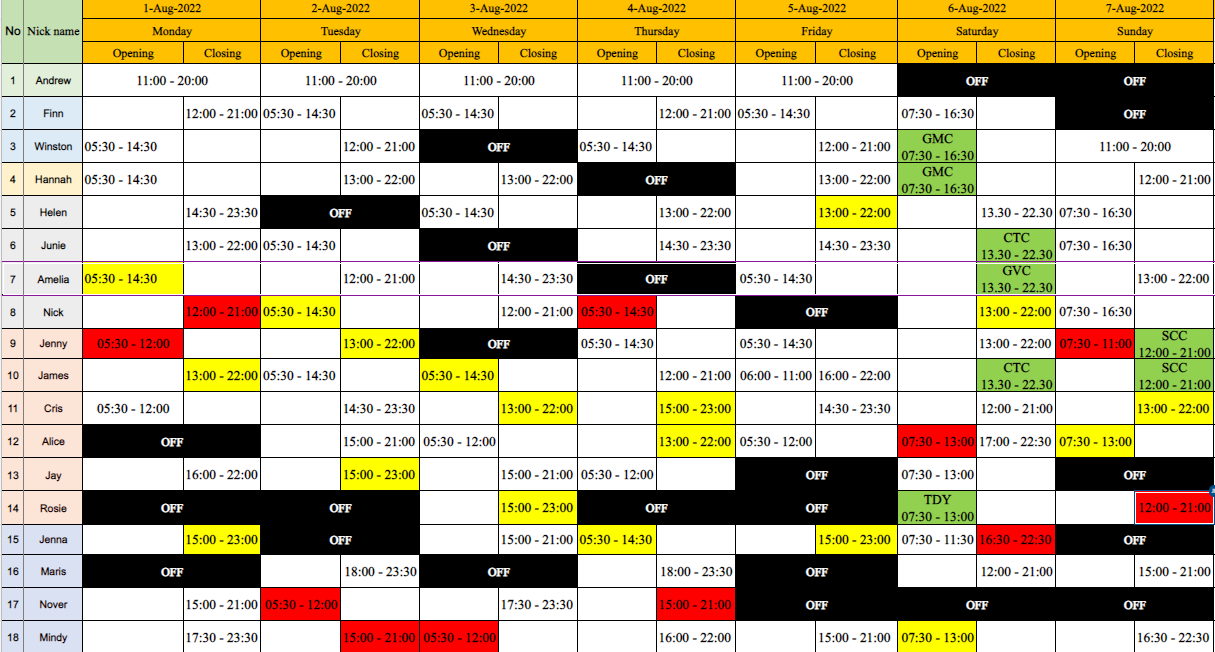 No Nick name 1-Aug-2022 2-Aug-2022 3-Aug-2022 4-Aug-2022 5-Aug-2022 6-Aug-2022 7-Aug-2022
Monday Tuesday Wednesday Thursday Friday Saturday Sunday
Opening Closing Opening Closing Opening Closing Opening Closing Opening Closing Opening Closing Opening Closing
1 Andrew 11:00 - 20:00 11:00 - 20:00 11:00 - 20:00 11:00 - 20:00 11:00 - 20:00 OFF OFF
2 Finn 12:00 - 21:00 05:30 - 14:30 05:30 - 14:30 12:00 - 21:00 05:30 - 14:30 07:30 - 16:30 OFF
3 Winston 05:30 - 14:30 12:00 - 21:00 OFF 05:30 - 14:30 12:00 - 21:00 GMC 07:30 - 16:30 11:00 - 20:00
4 Hannah 05:30 - 14:30 13:00 - 22:00 13:00 - 22:00 OFF 13:00 - 22:00 GMC 07:30 - 16:30 12:00 - 21:00
5 Helen 14:30 - 23:30 OFF 05:30 - 14:30 13:00 - 22:00 13:00 - 22:00 13.30 - 22.30 07:30 - 16:30
6 Junie 13:00 - 22:00 05:30 - 14:30 OFF 14:30 - 23:30 14:30 - 23:30 CTC 13.30 - 22.30 07:30 - 16:30
7 Amelia 05:30 - 14:30 12:00 - 21:00 14:30 - 23:30 OFF 05:30 - 14:30 GVC 13.30 - 22.30 13:00 - 22:00
8 Nick 12:00 - 21:00 05:30 - 14:30 12:00 - 21:00 05:30 - 14:30 OFF 13:00 - 22:00 07:30 - 16:30
9 Jenny 05:30 - 12:00 13:00 - 22:00 OFF 05:30 - 14:30 05:30 - 14:30 13:00 - 22:00 07:30 - 11:00 SCC 12:00 - 21:00
10 James 13:00 - 22:00 05:30 - 14:30 05:30 - 14:30 12:00 - 21:00 06:00 - 11:00 16:00 - 22:00 CTC 13.30 - 22.30 SCC 12:00 - 21:00
11 Cris 05:30 - 12:00 14:30 - 23:30 13:00 - 22:00 15:00 - 23:00 14:30 - 23:30 12:00 - 21:00 13:00 - 22:00
12 Alice OFF 15:00 - 21:00 05:30 - 12:00 13:00 - 22:00 05:30 - 12:00 07:30 - 13:00 17:00 - 22:30 07:30 - 13:00
13 Jay 16:00 - 22:00 15:00 - 23:00 15:00 - 21:00 05:30 - 12:00 OFF 07:30 - 13:00 OFF
14 Rosie OFF OFF 15:00 - 23:00 OFF OFF TDY 07:30 - 13:00 12:00 - 21:00
15 Jenna 15:00 - 23:00 OFF 15:00 - 21:00 05:30 - 14:30 15:00 - 23:00 07:30 - 11:30 16:30 - 22:30 OFF
16 Maris OFF 18:00 - 23:30 OFF 18:00 - 23:30 OFF 12:00 - 21:00 15:00 - 21:00
17 Nover 15:00 - 21:00 05:30 - 12:00 17:30 - 23:30 15:00 - 21:00 OFF OFF OFF
18 Mindy 17:30 - 23:30 15:00 - 21:00 05:30 - 12:00 16:00 - 22:00 15:00 - 21:00 07:30 - 13:00 16:30 - 22:30